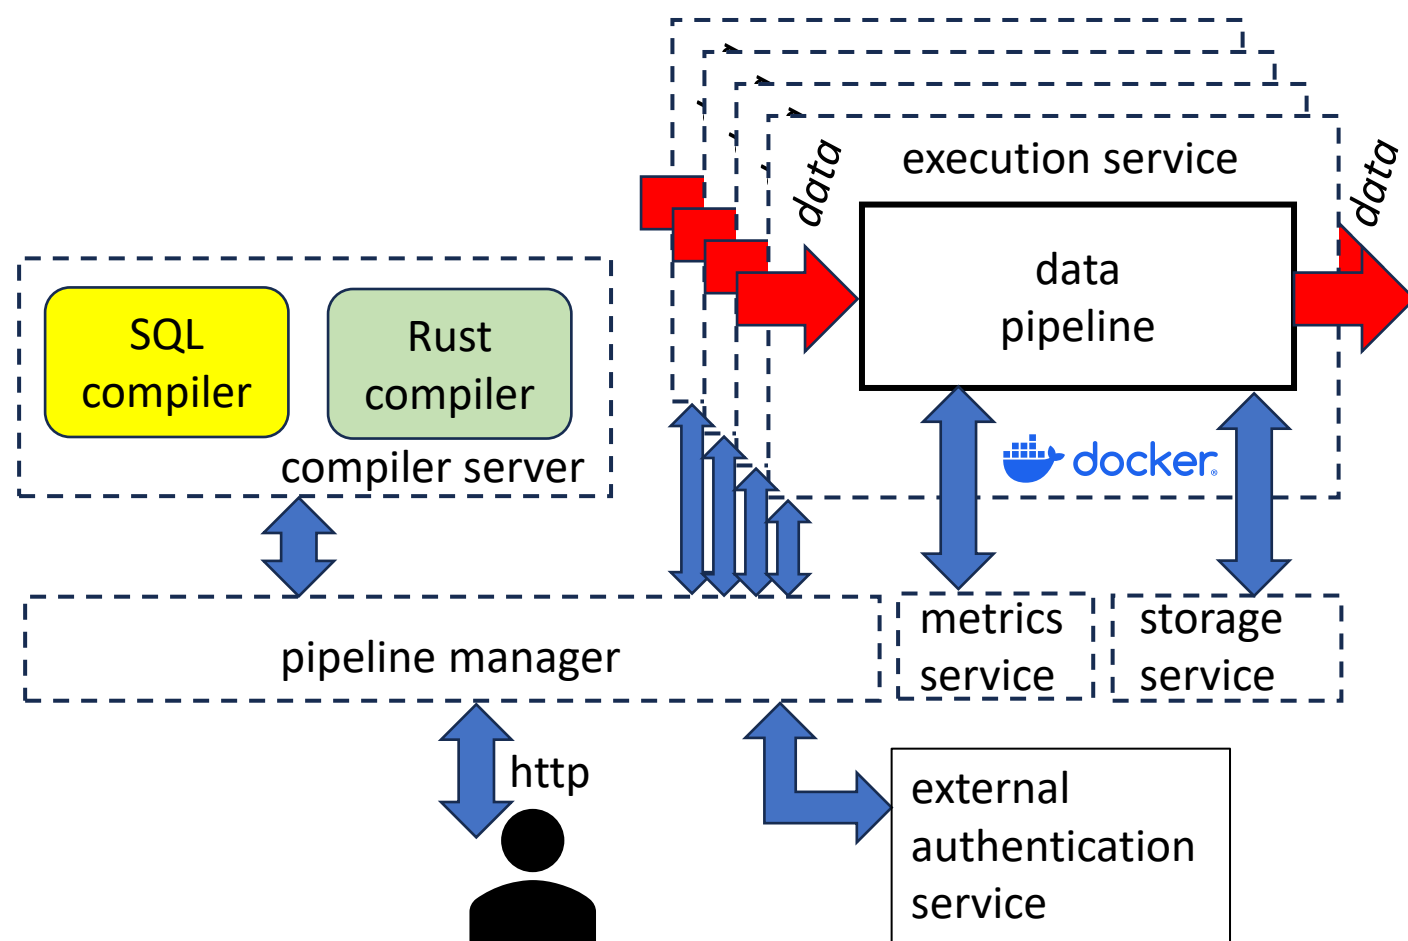 data
execution service
data
data
pipeline
SQL
compiler
Rust
compiler
compiler server
docker
pipeline manager
metrics
service
storage
service
http
external
authentication
service